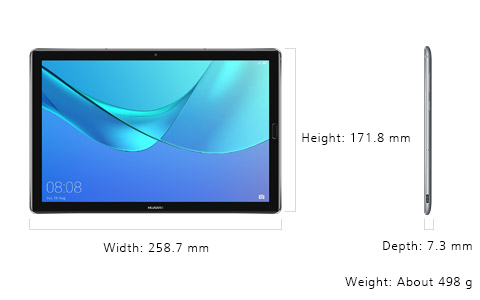 Height: 171.8 mm
08:08
HUAWEI
Width: 258.7 mm
Depth: 7.3 mm
Weight: About 498 g